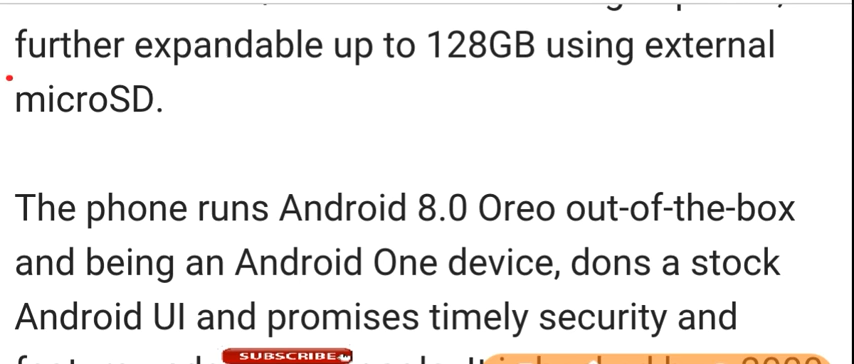 further expandable up to 128GB using external
microSD.
The phone runs Android 8.0 Oreo out-of-the-box
and being an Android One device, dons a stock
Android UI and promises timely security and
SUBSCRIBE